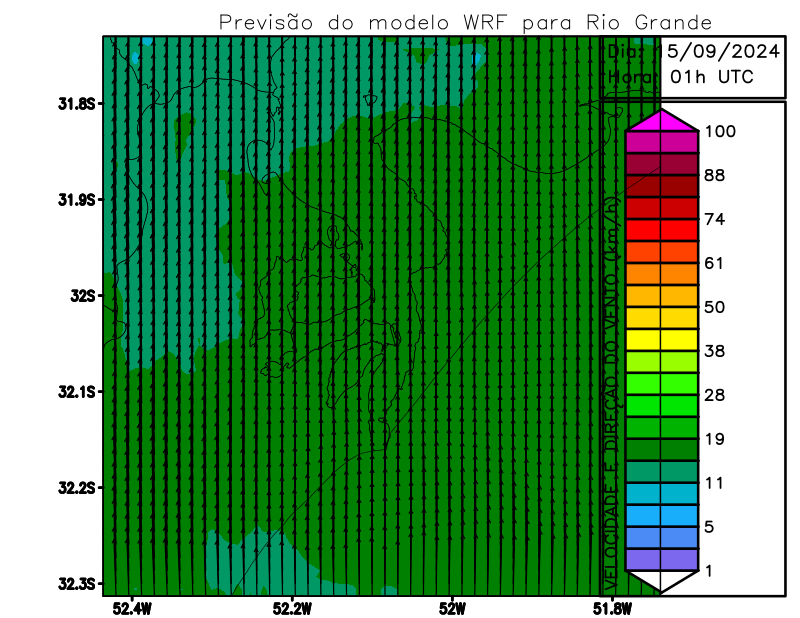 Previsão do modelo WRF para Rio Grande
Dia: 15/09/2024
Hora: 01h UTC
31.8S
31.9S
32S
32.1S
32.2S
32.3S
52.4W
52.2W
52W
51.8W
VELOCIDADE E DIREÇÃO DO VENTO (km/h)
100
88
74
61
50
38
28
19
11
5
1